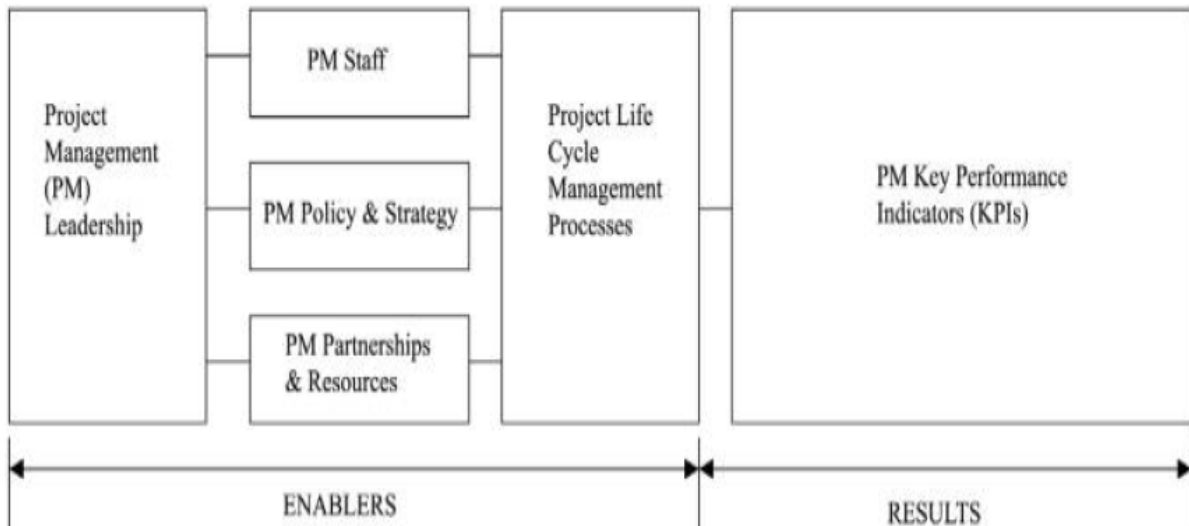 Project
Management
(PM)
Leadership
PM Staff
PM Policy & Strategy
PM Partnerships
& Resources
Project Life
Cycle
Management
Processes
PM Key Performance
Indicators (KPIs)
ENABLERS
RESULTS